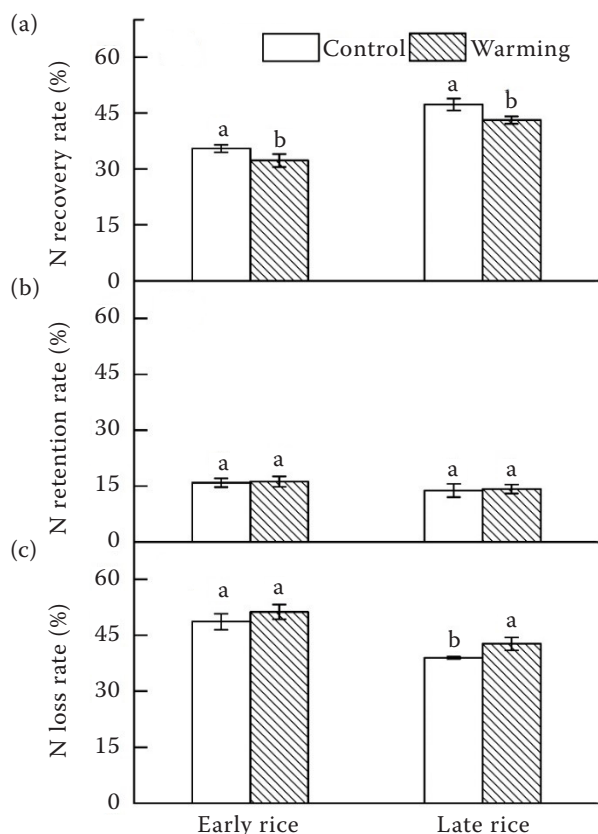 (a)
N recovery rate (%)
60
45
30
15
0
Control
Warming
a
b
a
b
(b)
N retention rate (%)
60
45
30
15
0
a
a
a
a
(c)
N loss rate (%)
60
45
30
15
0
a
a
b
a
Early rice
Late rice